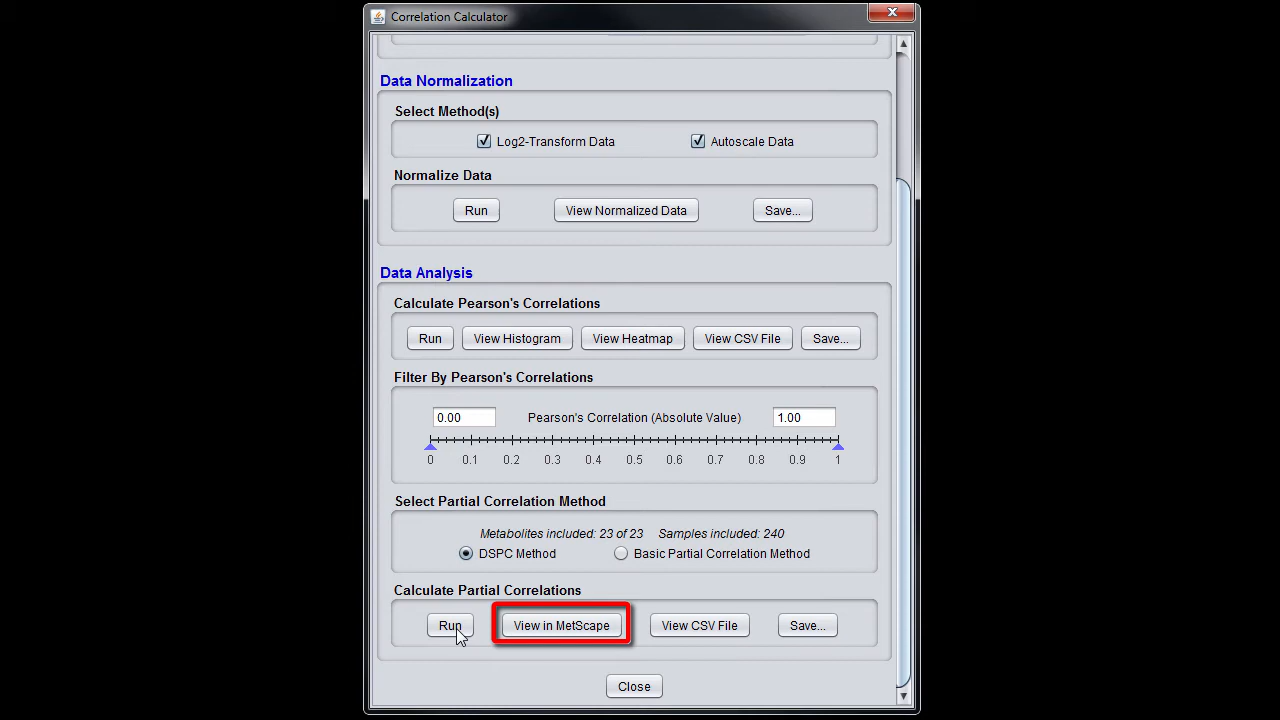 Correlation Calculator
Data Normalization
Select Method(s)
Log2-Transform Data Autoscale Data
Normalize Data
Run View Normalized Data Save...
Data Analysis
Calculate Pearson's Correlations
Run View Histogram View Heatmap View CSV File Save...
Filter By Pearson's Correlations
0.00 Pearson's Correlation (Absolute Value) 1.00
0 0.1 0.2 0.3 0.4 0.5 0.6 0.7 0.8 0.9 1
Select Partial Correlation Method
Metabolites included: 23 of 23 Samples included: 240
DSPC Method Basic Partial Correlation Method
Calculate Partial Correlations
Run View in MetScape View CSV File Save...
Close